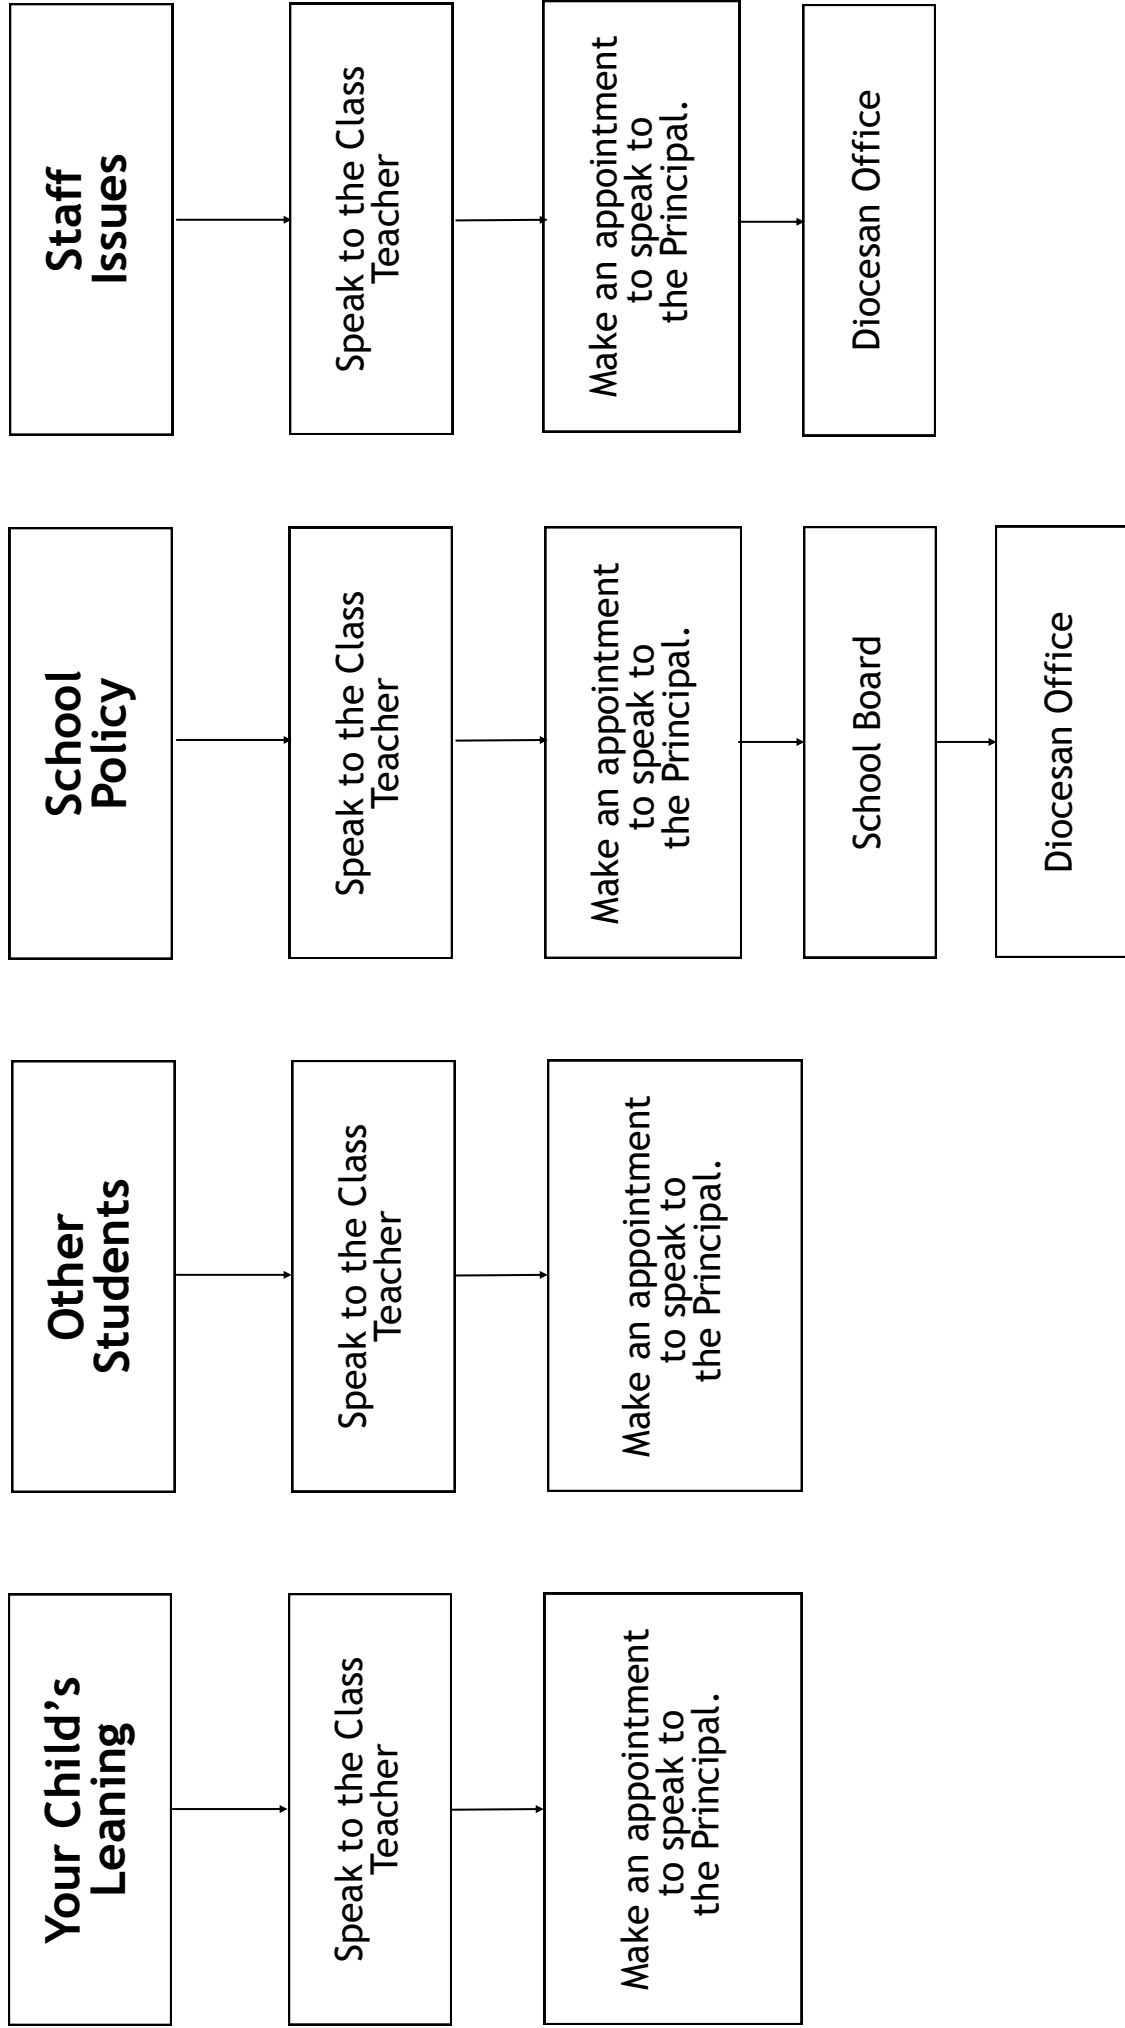 Your Child’s
Leaning
Speak to the Class
Teacher
Make an appointment
to speak to
the Principal.
Other
Students
Speak to the Class
Teacher
Make an appointment
to speak to
the Principal.
School
Policy
Speak to the Class
Teacher
Make an appointment
to speak to
the Principal.
School Board
Diocesan Office
Staff
Issues
Speak to the Class
Teacher
Make an appointment
to speak to
the Principal.
Diocesan Office